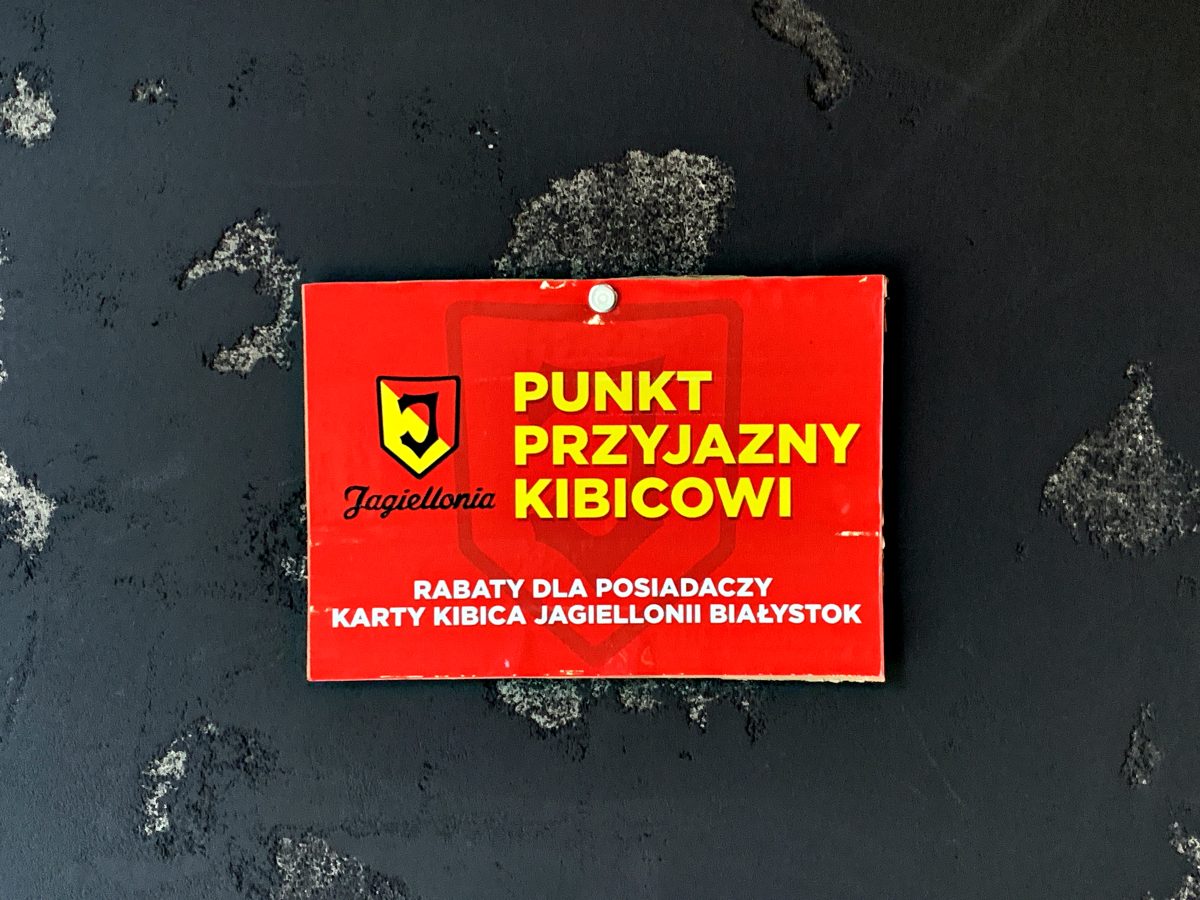 Jagiellonia
PUNKT
PRZYJAZNY
KIBICOWI
RABATY DLA POSIADACZY
KARTY KIBICA JAGIELLONII BIAŁYSTOK